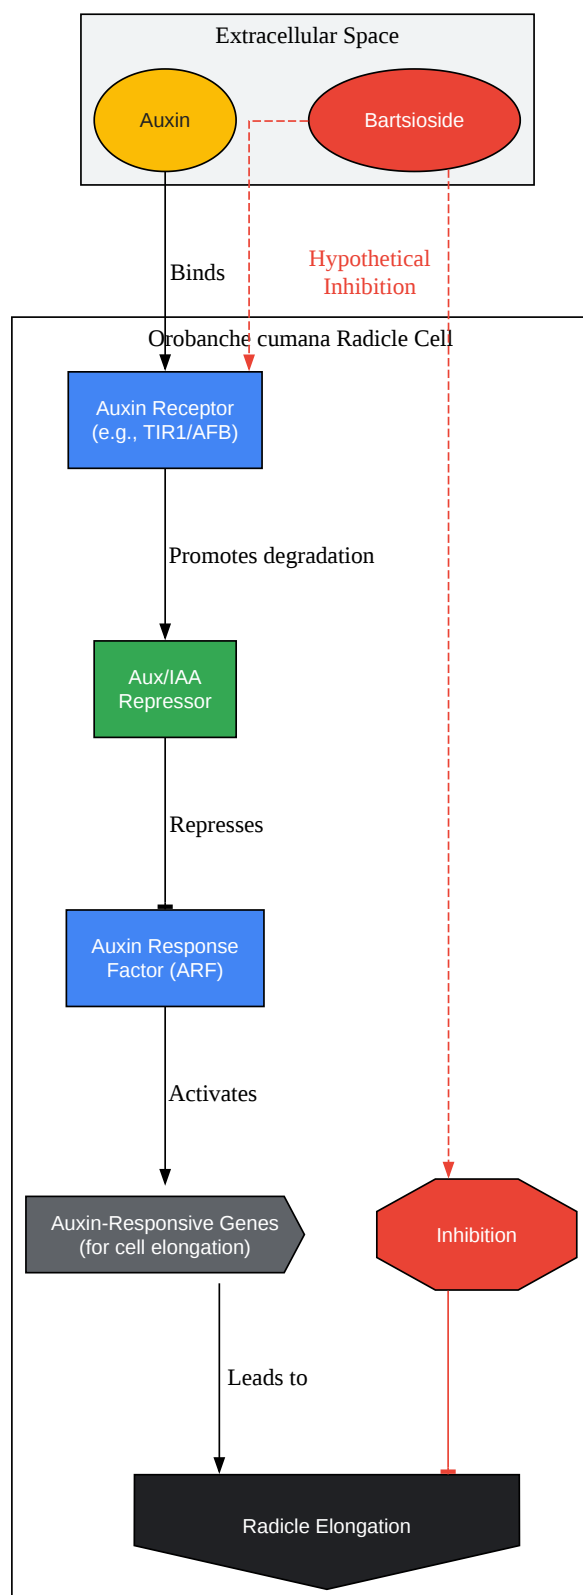 Extracellular Space
Auxin
Bartsioside
Binds
Hypothetical
Inhibition
Orobanche cumana Radicle Cell
Auxin Receptor
(e.g., TIR1/AFB)
Promotes degradation
Aux/IAA
Repressor
Represses
Auxin Response
Factor (ARF)
Activates
Auxin-Responsive Genes
(for cell elongation)
Inhibition
Leads to
Radicle Elongation